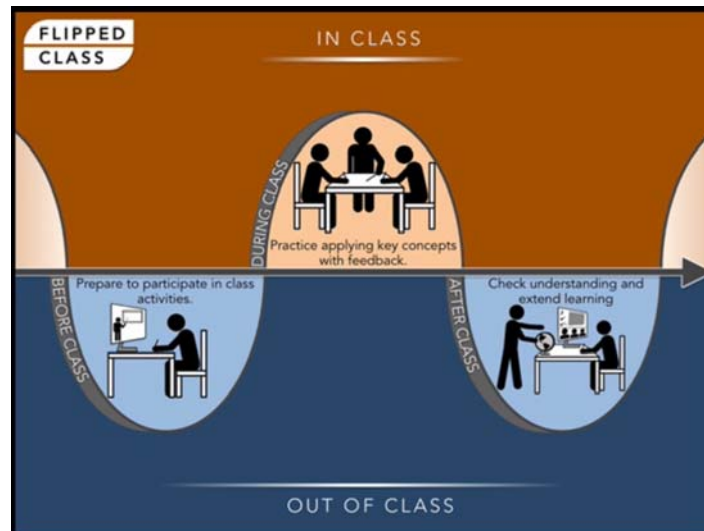 FLIPPED
CLASS
IN CLASS
DURING CLASS
Practice applying key concepts
with feedback.
BEFORE CLASS
Prepare to participate in class
activities.
AFTER CLASS
Check understanding and
extend learning
OUT OF CLASS